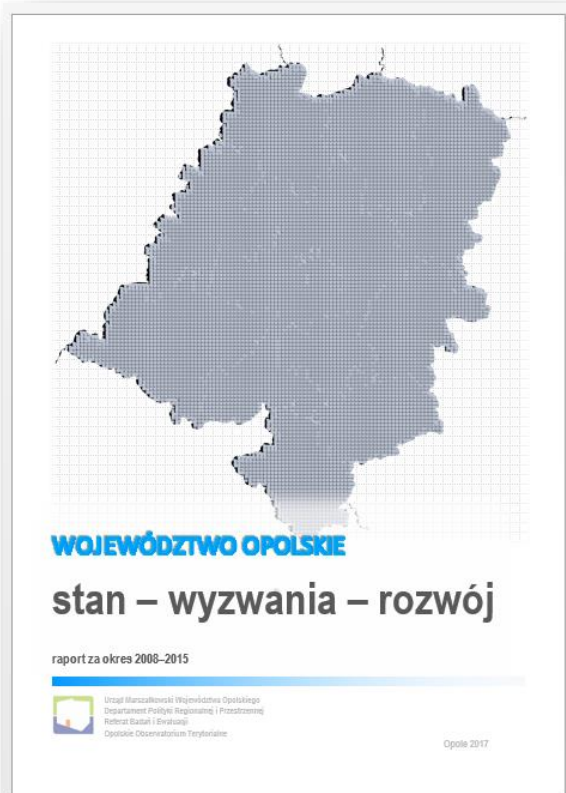 WOJEWÓDZTWO OPOLSKIE
stan – wyzwania – rozwój
raport za okres 2008–2015
Urząd Marszałkowski Województwa Opolskiego
Departament Polityki Regionalnej i Przestrzennej
Referat Badań i Ewaluacji
Opolskie Obserwatorium Terytorialne
Opole 2017